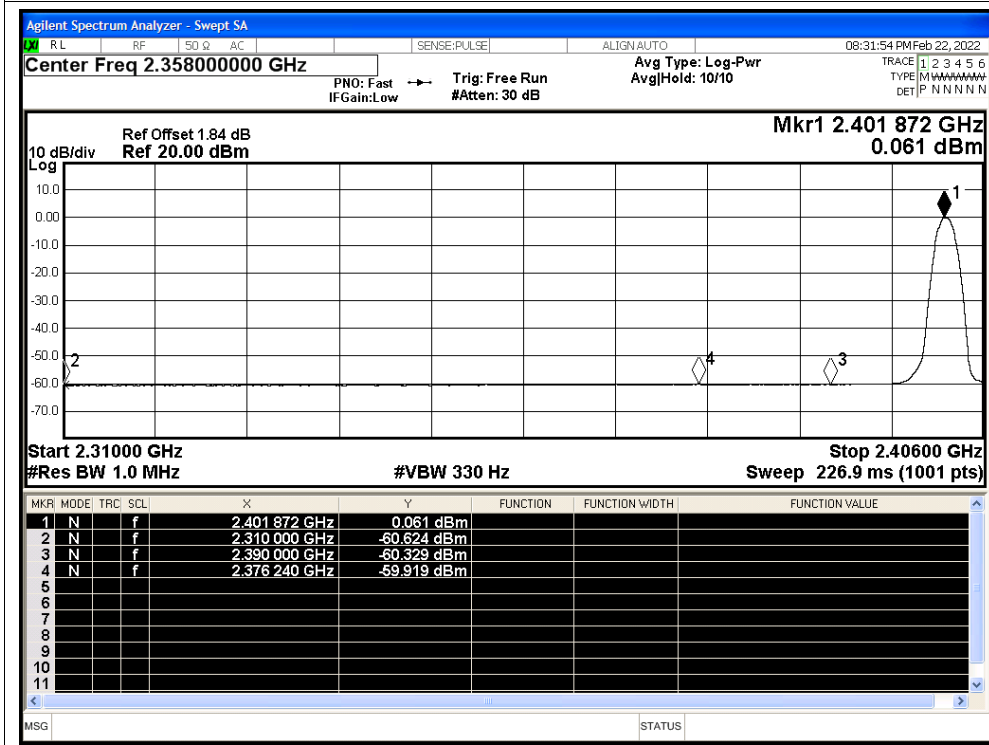 Agilent Spectrum Analyzer - Swept SA
LXI RL RF 50 Ω AC SENSE:PULSE ALIGN AUTO 08:31:54 PM Feb 22, 2022
Center Freq 2.358000000 GHz
PNO: Fast
IFGain:Low
Trig: Free Run
#Atten: 30 dB
Avg Type: Log-Pwr
Avg|Hold: 10/10
TRACE 1 2 3 4 5 6
TYPE M
DET P N N N N N
Mkr1 2.401 872 GHz
0.061 dBm
Ref Offset 1.84 dB
10 dB/div Ref 20.00 dBm
Log
10.0
0.00
-10.0
-20.0
-30.0
-40.0
-50.0
-60.0
-70.0
1
2
4
3
Start 2.31000 GHz Stop 2.40600 GHz
#Res BW 1.0 MHz #VBW 330 Hz Sweep 226.9 ms (1001 pts)
MKR MODE TRC SCL X Y FUNCTION FUNCTION WIDTH FUNCTION VALUE
1 N f 2.401 872 GHz 0.061 dBm
2 N f 2.310 000 GHz -60.624 dBm
3 N f 2.390 000 GHz -60.329 dBm
4 N f 2.376 240 GHz -59.919 dBm
5
6
7
8
9
10
11
MSG STATUS